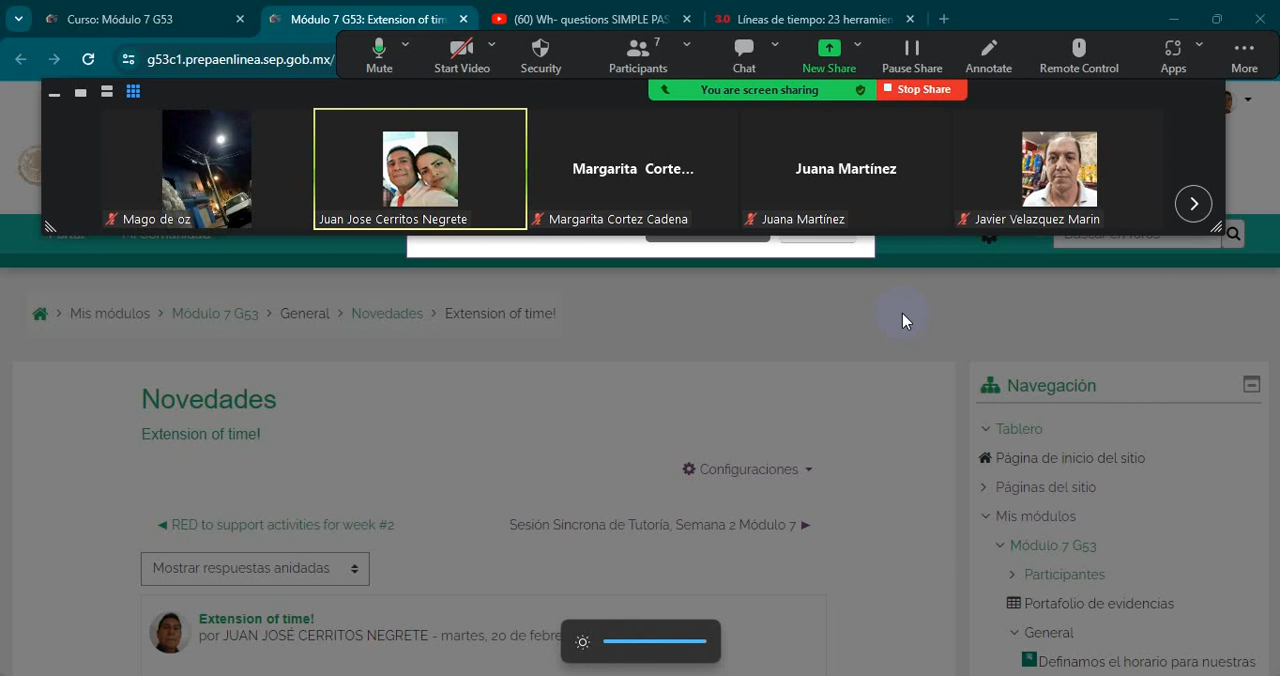 Curso: Módulo 7 G53
Módulo 7 G53: Extension of tim
(60) Wh- questions SIMPLE PAS
3.0 Líneas de tiempo: 23 herramien
g53c1.prepaenlinea.sep.gob.mx/
Mute
Start Video
Security
Participants
7
Chat
New Share
Pause Share
Annotate
Remote Control
Apps
More
You are screen sharing
Stop Share
Margarita Corte...
Juana Martínez
Mago de oz
Juan Jose Cerritos Negrete
Margarita Cortez Cadena
Juana Martínez
Javier Velazquez Marin
Mis módulos
Módulo 7 G53
General
Novedades
Extension of time!
Novedades
Extension of time!
Configuraciones
RED to support activities for week #2
Sesión Síncrona de Tutoría, Semana 2 Módulo 7
Mostrar respuestas anidadas
Extension of time!
por JUAN JOSÉ CERRITOS NEGRETE - martes, 20 de febre
Navegación
Tablero
Página de inicio del sitio
Páginas del sitio
Mis módulos
Módulo 7 G53
Participantes
Portafolio de evidencias
General
Definamos el horario para nuestras